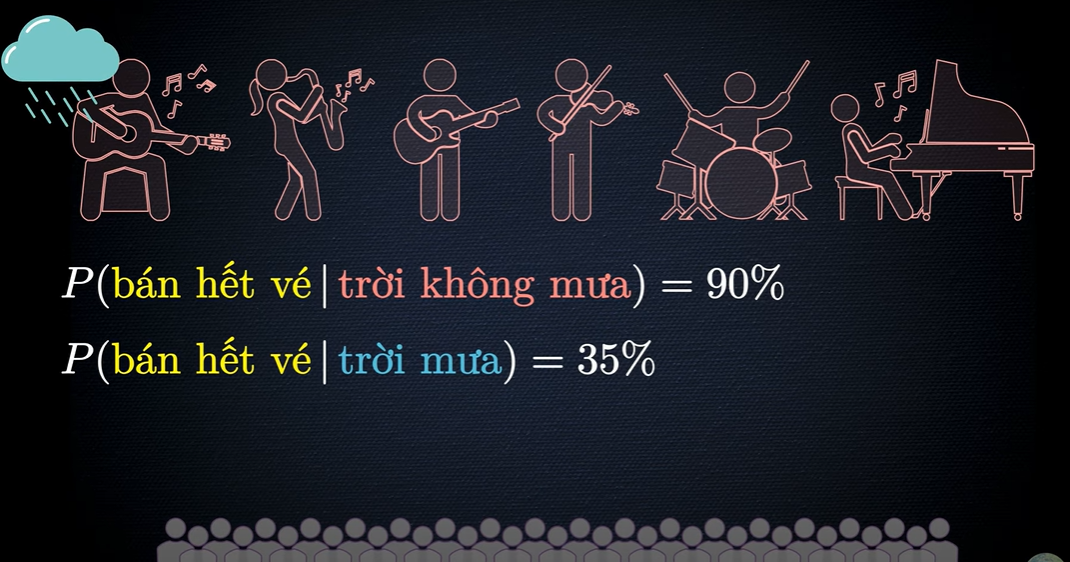 P(bán hết vé | trời không mưa) = 90%
P(bán hết vé | trời mưa) = 35%